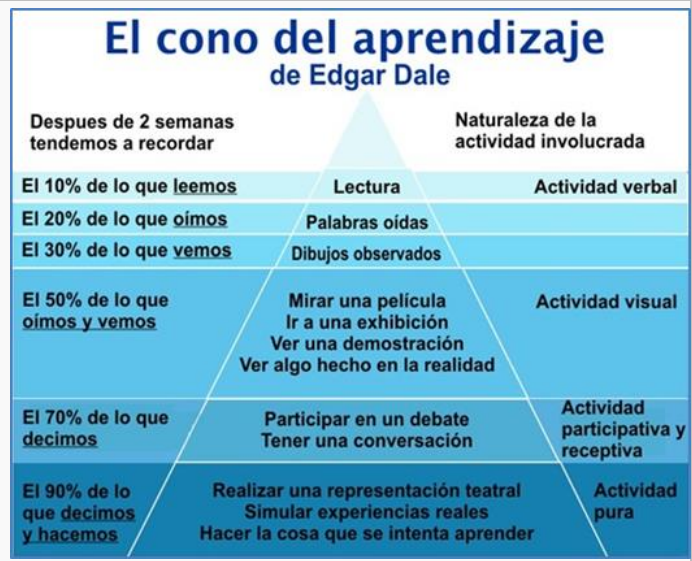 El cono del aprendizaje
de Edgar Dale
Despues de 2 semanas
tendemos a recordar
Naturaleza de la
actividad involucrada
El 10% de lo que leemos
Lectura
Actividad verbal
El 20% de lo que oímos
Palabras oídas
El 30% de lo que vemos
Dibujos observados
El 50% de lo que
oímos y vemos
Mirar una película
Ir a una exhibición
Ver una demostración
Ver algo hecho en la realidad
Actividad visual
El 70% de lo que
decimos
Participar en un debate
Tener una conversación
Actividad
participativa y
receptiva
El 90% de lo
que decimos
y hacemos
Realizar una representación teatral
Simular experiencias reales
Hacer la cosa que se intenta aprender
Actividad
pura